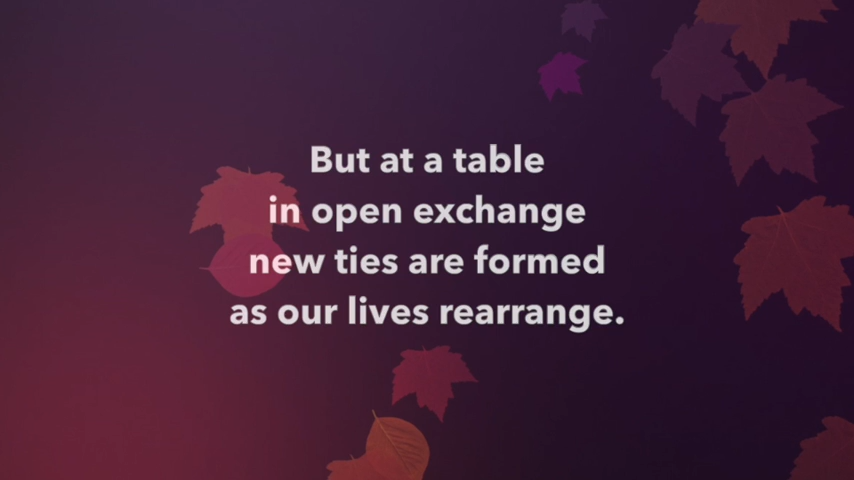 But at a table
in open exchange
new ties are formed
as our lives rearrange.